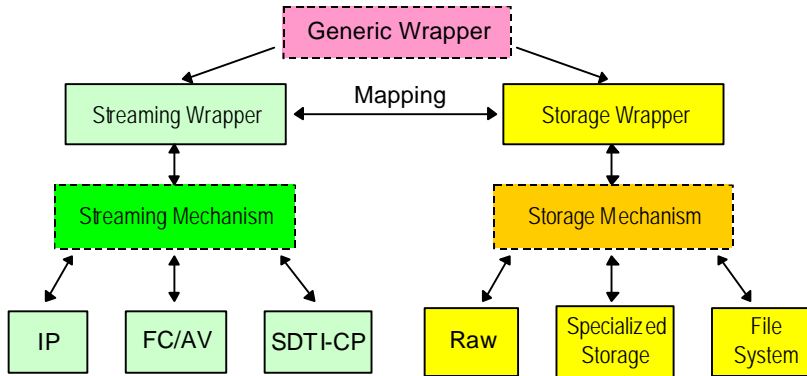 Generic Wrapper
Mapping
Streaming Wrapper
Storage Wrapper
Streaming Mechanism
Storage Mechanism
IP
FC/AV
SDTI-CP
Raw
Specialized
Storage
File
System